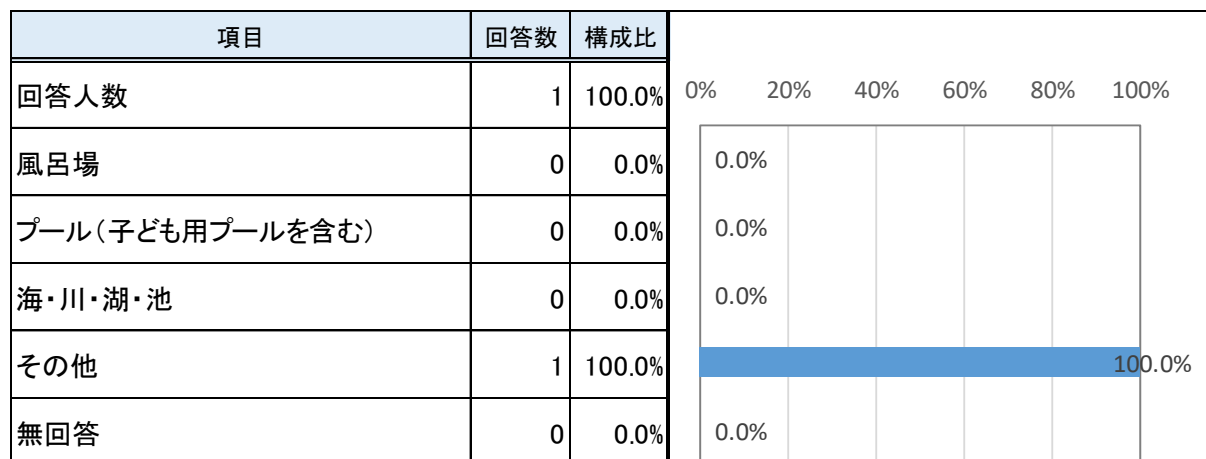 項目 回答数 構成比
回答人数 1 100.0%
風呂場 0 0.0%
プール（子ども用プールを含む） 0 0.0%
海・川・湖・池 0 0.0%
その他 1 100.0%
無回答 0 0.0%
0% 20% 40% 60% 80% 100%
0.0%
0.0%
0.0%
100.0%
0.0%